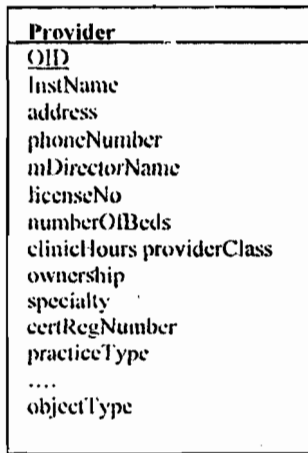 Provider
OID
InstName
address
phoneNumber
mDirectorName
licenseNo
numberOfBeds
clinicHours providerClass
ownership
specialty
certRegNumber
practiceType
....
objectType